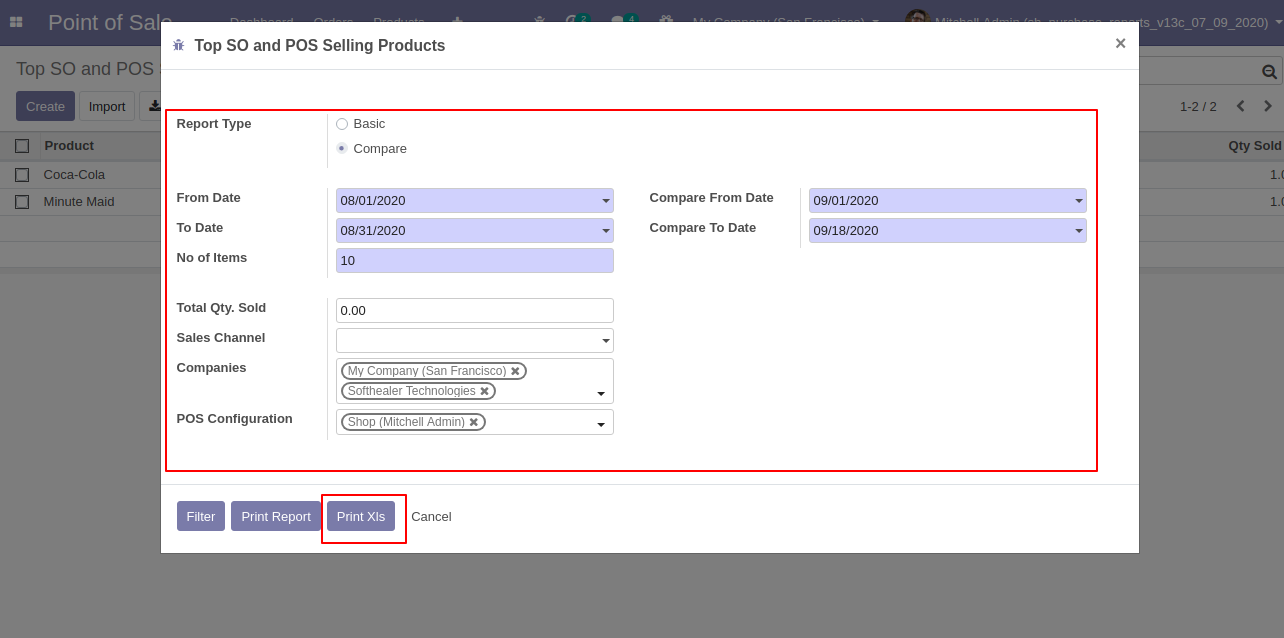 Point of Sale
Dashboard Orders Products
2
4
My Company (San Francisco)
Mitchell Admin (sh_purchase_reports_v13c_07_09_2020)
Top SO and POS
Create Import
1-2 / 2
Product
Qty Sold
Coca-Cola
1.0
Minute Maid
1.0
Top SO and POS Selling Products
×
Report Type
Basic
Compare
From Date 08/01/2020 Compare From Date 09/01/2020
To Date 08/31/2020 Compare To Date 09/18/2020
No of Items 10
Total Qty. Sold 0.00
Sales Channel
Companies My Company (San Francisco)
Softhealer Technologies
POS Configuration Shop (Mitchell Admin)
Filter Print Report Print Xls Cancel